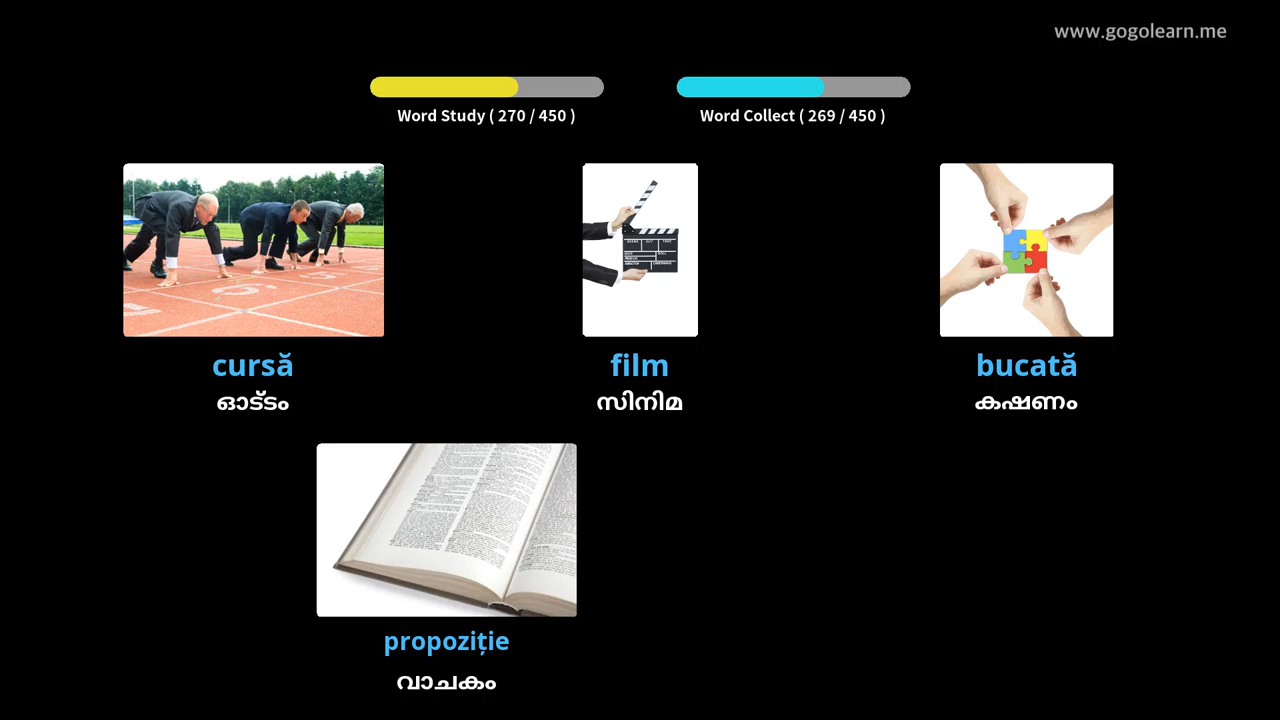 www.gogolearn.me
Word Study ( 270 / 450 )
Word Collect ( 269 / 450 )
cursă
ഓട്ടം
film
സിനിമ
bucată
കഷണം
propoziție
വാചകം